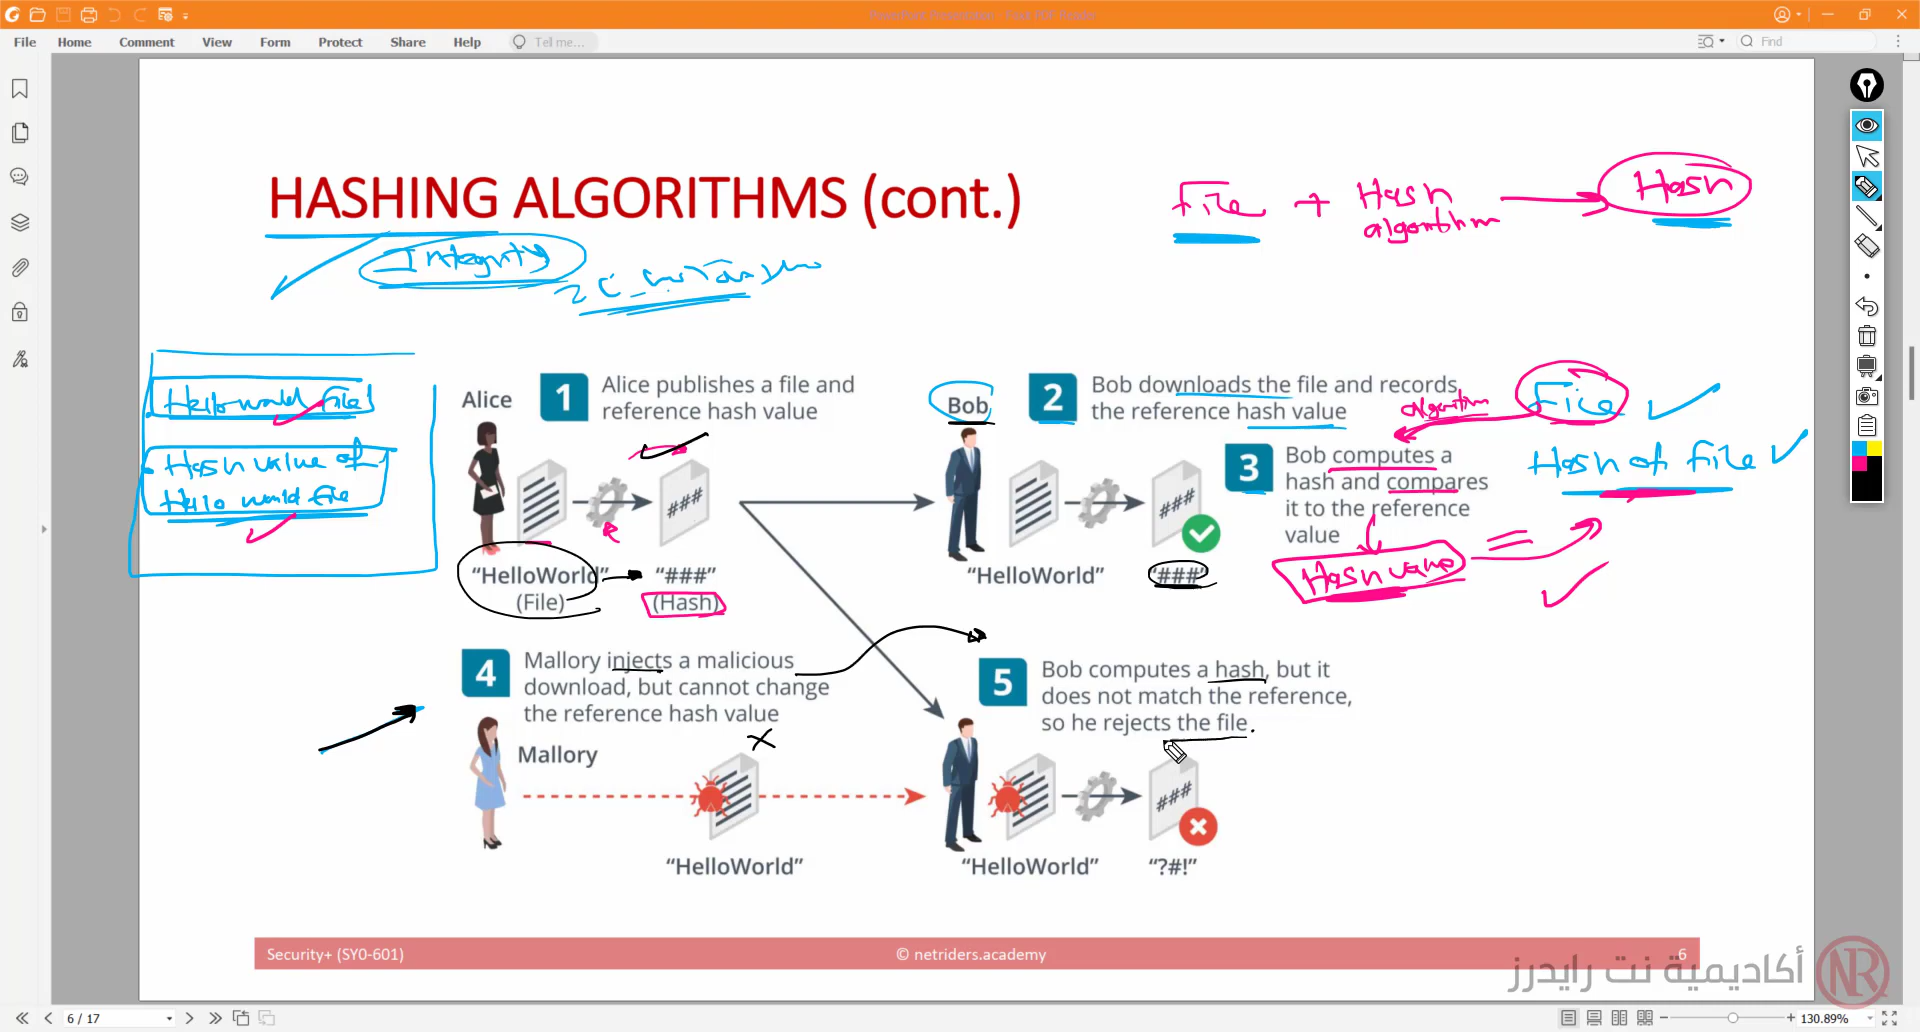 PowerPoint Presentation - Foxit PDF Reader
File Home Comment View Form Protect Share Help Tell me... Find
HASHING ALGORITHMS (cont.)
File + Hash algorithm Hash
Integrity
Hello world file
Hash value of
Hello world file
Alice
1
Alice publishes a file and
reference hash value
"HelloWorld"
(File)
"###"
(Hash)
Bob
2
Bob downloads the file and records
the reference hash value
3
Bob computes a
hash and compares
it to the reference
value
"HelloWorld"
"###"
algorithm
File
Hash of file
Hash value
4
Mallory injects a malicious
download, but cannot change
the reference hash value
Mallory
"HelloWorld"
5
Bob computes a hash, but it
does not match the reference,
so he rejects the file.
"HelloWorld"
"?#!"
Security+ (SY0-601)
© netriders.academy
6
أكاديمية نت رايدرز
NR
6 / 17
130.89%